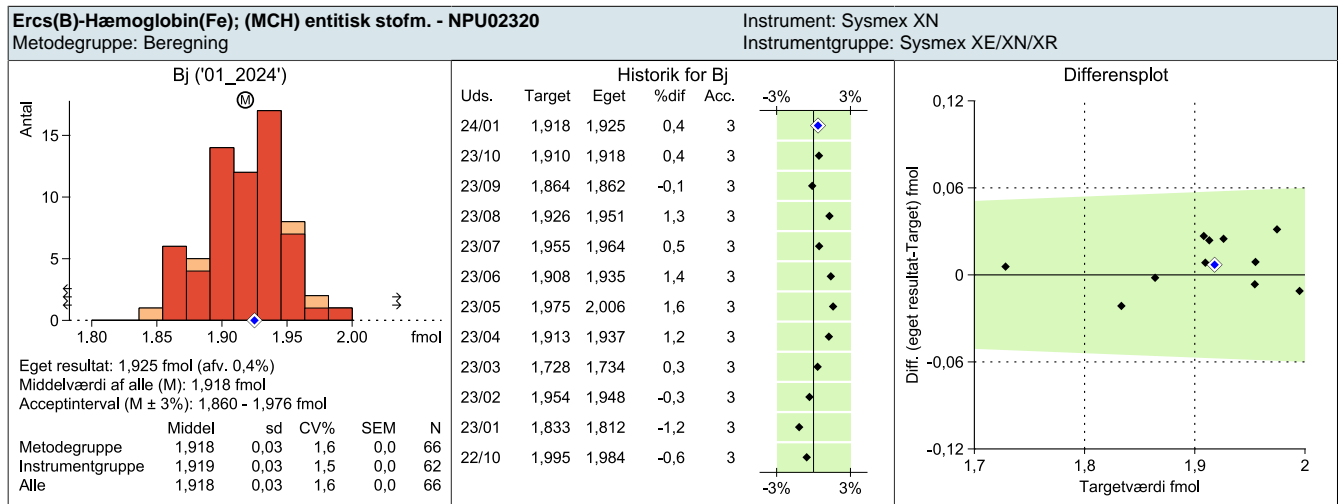 Ercs(B)-Hæmoglobin(Fe); (MCH) entitisk stofm. - NPU02320
Metodegruppe: Beregning
Instrument: Sysmex XN
Instrumentgruppe: Sysmex XE/XN/XR
Bj ('01_2024')
M
Antal
15
10
5
0
1.80 1.85 1.90 1.95 2.00 fmol
Eget resultat: 1,925 fmol (afv. 0,4%)
Middelværdi af alle (M): 1,918 fmol
Acceptinterval (M ± 3%): 1,860 - 1,976 fmol
Middel sd CV% SEM N
Metodegruppe 1,918 0,03 1,6 0,0 66
Instrumentgruppe 1,919 0,03 1,5 0,0 62
Alle 1,918 0,03 1,6 0,0 66
Historik for Bj
Uds. Target Eget %dif Acc. -3% 3%
24/01 1,918 1,925 0,4 3
23/10 1,910 1,918 0,4 3
23/09 1,864 1,862 -0,1 3
23/08 1,926 1,951 1,3 3
23/07 1,955 1,964 0,5 3
23/06 1,908 1,935 1,4 3
23/05 1,975 2,006 1,6 3
23/04 1,913 1,937 1,2 3
23/03 1,728 1,734 0,3 3
23/02 1,954 1,948 -0,3 3
23/01 1,833 1,812 -1,2 3
22/10 1,995 1,984 -0,6 3
-3% 3%
Differensplot
Diff. (eget resultat-Target) fmol
0,12
0,06
0
-0,06
-0,12
1,7 1,8 1,9 2
Targetværdi fmol